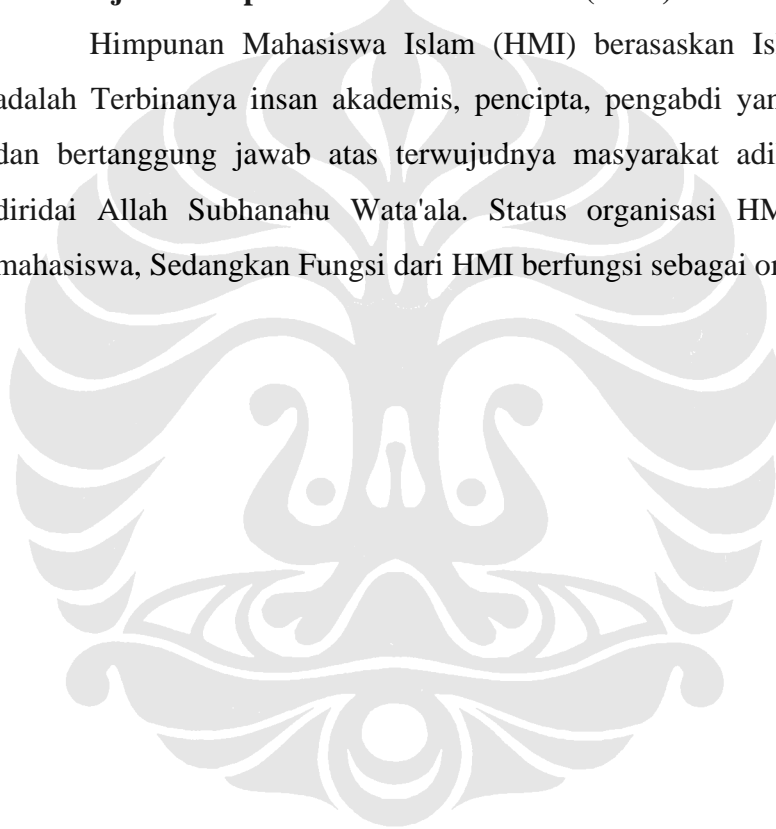 Himpunan Mahasiswa Islam (HMI) berasaskan
adalah Terbinanya insan akademis, pencipta, pengabdi
dan bertanggung jawab atas terwujudnya masyarakat
diridai Allah Subhanahu Wata'ala. Status organisasi
mahasiswa, Sedangkan Fungsi dari HMI berfungsi sebagai